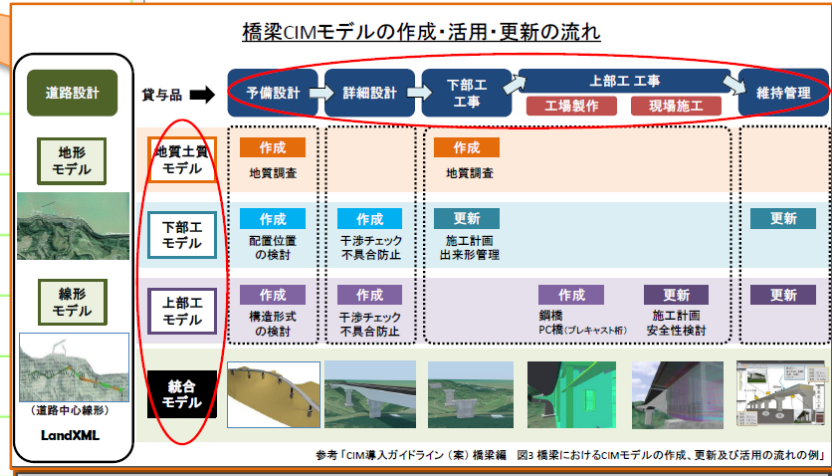 橋梁CIMモデルの作成・活用・更新の流れ
道路設計
貸与品
予備設計
詳細設計
下部工
工事
上部工 工事
工場製作
現場施工
維持管理
地形
モデル
地質土質
モデル
作成
地質調査
作成
地質調査
下部工
モデル
作成
配置位置
の検討
作成
干渉チェック
不具合防止
更新
施工計画
出来形管理
更新
線形
モデル
上部工
モデル
作成
構造形式
の検討
作成
干渉チェック
不具合防止
作成
鋼橋
PC橋(プレキャスト桁)
更新
施工計画
安全性検討
更新
(道路中心線形)
LandXML
統合
モデル
参考「CIM導入ガイドライン(案)橋梁編 図3 橋梁におけるCIMモデルの作成、更新及び活用の流れの例」